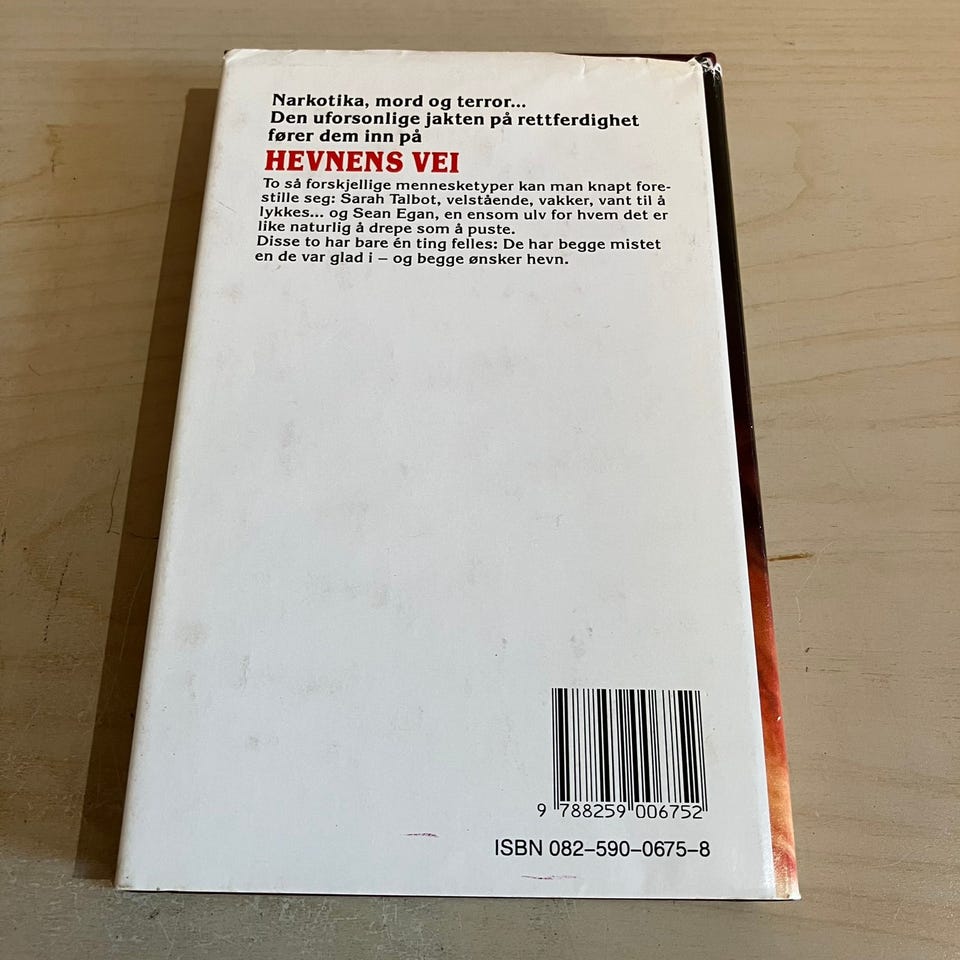 Narkotika, mord og terror...
Den uforsonlige jakten på rettferdighet
fører dem inn på
HEVNENS VEI
To så forskjellige mennesketyper kan man knapt fore-
stille seg: Sarah Talbot, velstående, vakker, vant til å
lykkes... og Sean Egan, en ensom ulv for hvem det er
like naturlig å drepe som å puste.
Disse to har bare én ting felles: De har begge mistet
en de var glad i – og begge ønsker hevn.
9 788259 006752
ISBN 082–590–0675–8